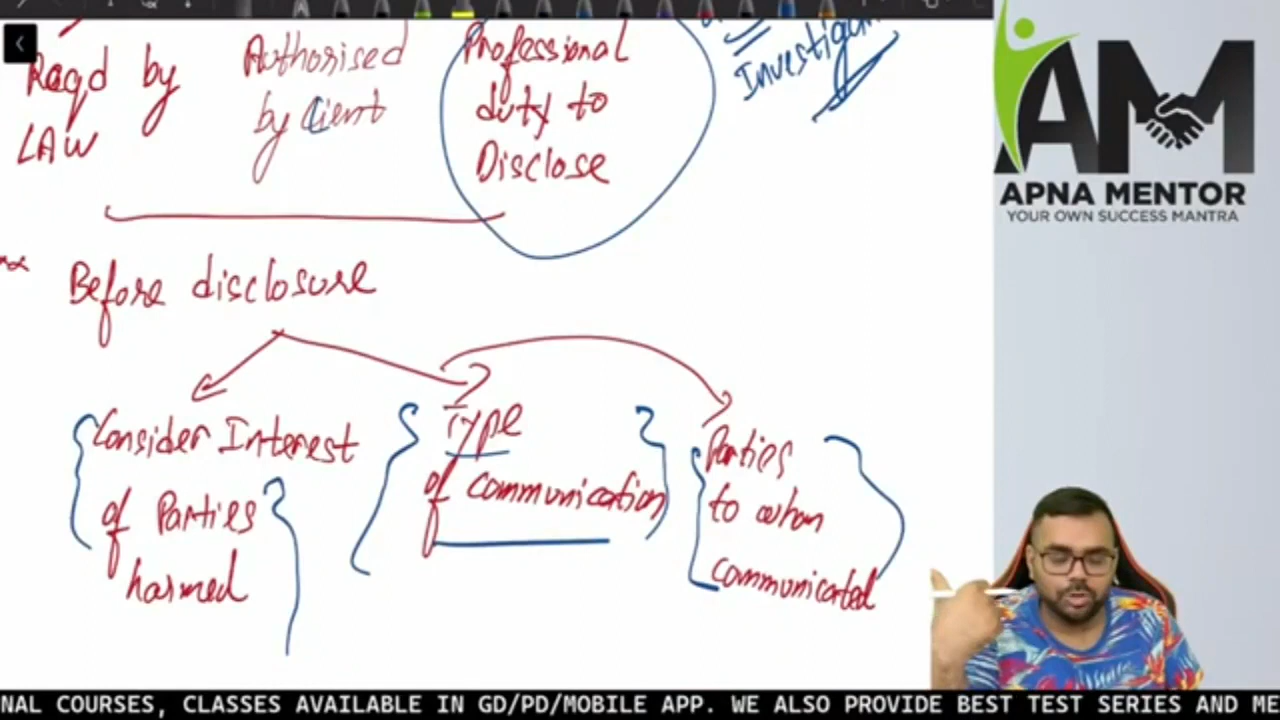 Reqd by
LAW
Authorised
by Client
Professional
duty to
Disclose
Investigan
Before disclosure
Consider Interest
of Parties
harmed
Type
of communication
Parties
to whom
communicated
AM
APNA MENTOR
YOUR OWN SUCCESS MANTRA
NAL COURSES, CLASSES AVAILABLE IN GD/PD/MOBILE APP. WE ALSO PROVIDE BEST TEST SERIES AND ME